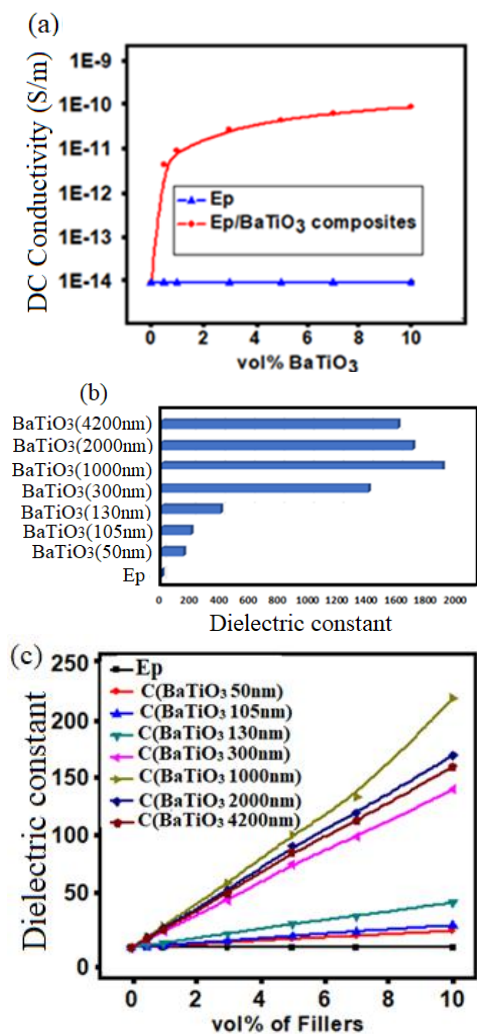 (a)
DC Conductivity (S/m)
1E-9
1E-10
1E-11
1E-12
1E-13
1E-14
Ep
Ep/BaTiO3 composites
0 2 4 6 8 10
vol% BaTiO3
(b)
BaTiO3(4200nm)
BaTiO3(2000nm)
BaTiO3(1000nm)
BaTiO3(300nm)
BaTiO3(130nm)
BaTiO3(105nm)
BaTiO3(50nm)
Ep
0 200 400 600 800 1000 1200 1400 1600 1800 2000
Dielectric constant
(c)
Dielectric constant
250
200
150
100
50
0
Ep
C(BaTiO3 50nm)
C(BaTiO3 105nm)
C(BaTiO3 130nm)
C(BaTiO3 300nm)
C(BaTiO3 1000nm)
C(BaTiO3 2000nm)
C(BaTiO3 4200nm)
0 2 4 6 8 10
vol% of Fillers